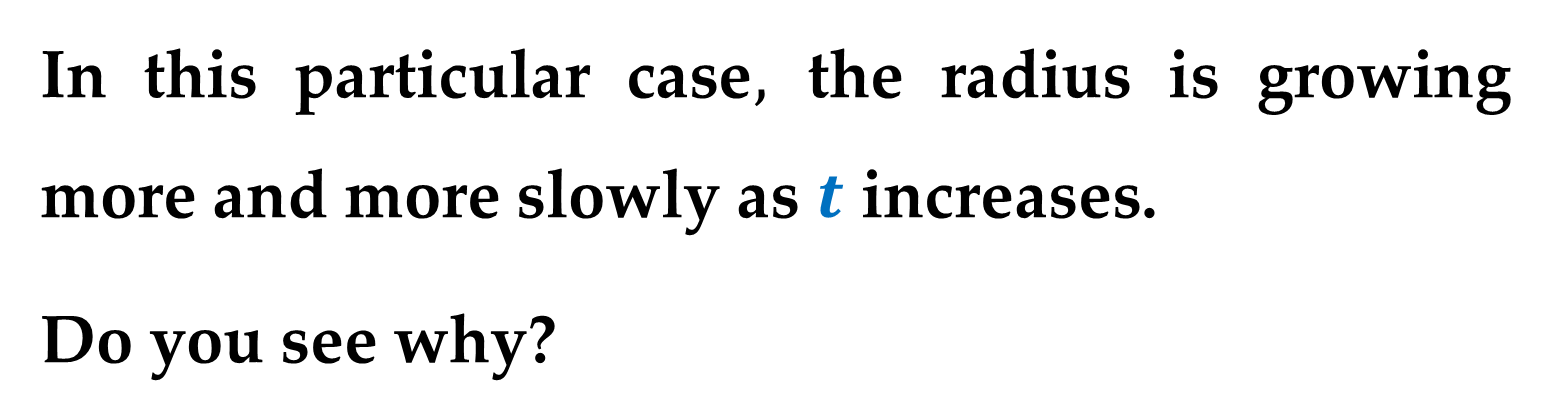 In this particular case, the radius is growing
more and more slowly as t increases.
Do you see why?